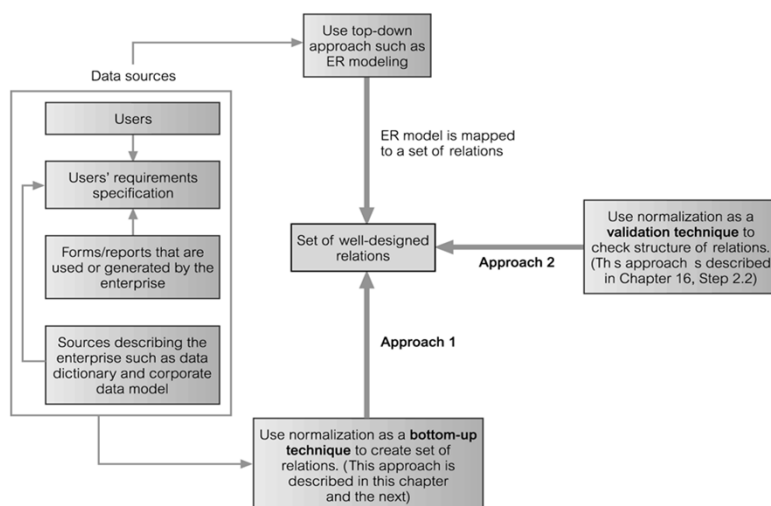 Use top-down
approach such as
ER modeling
Data sources
Users
Users' requirements
specification
Forms/reports that are
used or generated by the
enterprise
Sources describing the
enterprise such as data
dictionary and corporate
data model
ER model is mapped
to a set of relations
Set of well-designed
relations
Approach 2
Use normalization as a
validation technique to
check structure of relations.
(Th s approach s described
in Chapter 16, Step 2.2)
Approach 1
Use normalization as a bottom-up
technique to create set of
relations. (This approach is
described in this chapter
and the next)